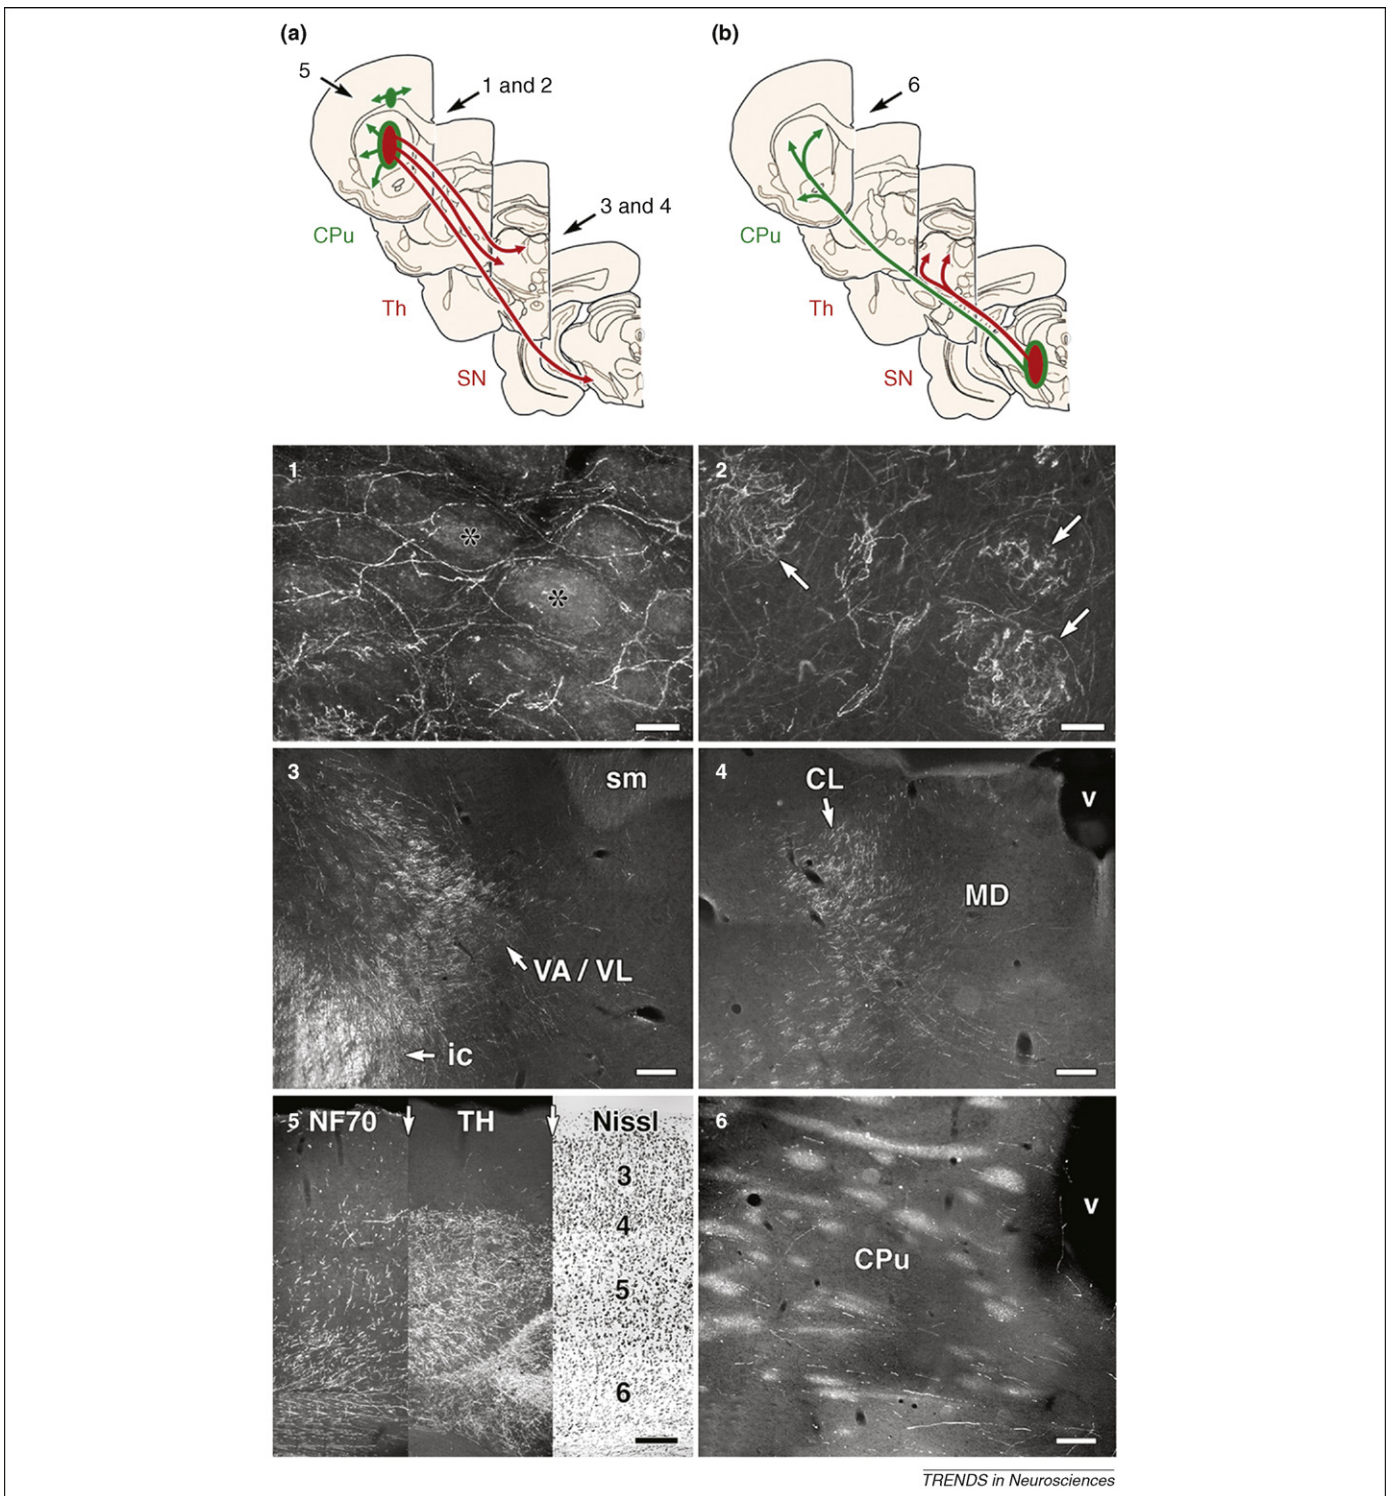 (a)
(b)
5
1 and 2
6
3 and 4
CPu
CPu
Th
Th
SN
SN
1
2
3
sm
4
CL
v
MD
VA / VL
ic
5 NF70
TH
Nissl
6
3
4
v
CPu
5
6
TRENDS in Neurosciences